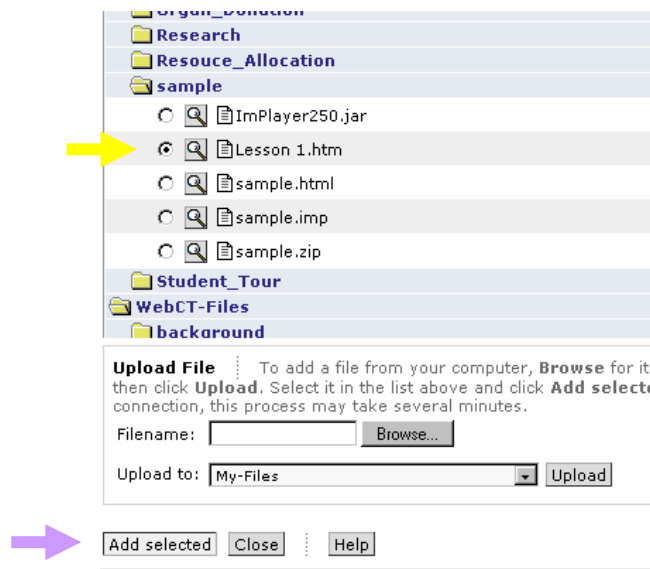 Organ_Donation
Research
Resouce_Allocation
sample
ImPlayer250.jar
Lesson 1.htm
sample.html
sample.imp
sample.zip
Student_Tour
WebCT-Files
background
Upload File To add a file from your computer, Browse for it
then click Upload. Select it in the list above and click Add selecte
connection, this process may take several minutes.
Filename: Browse...
Upload to: My-Files Upload
Add selected Close Help